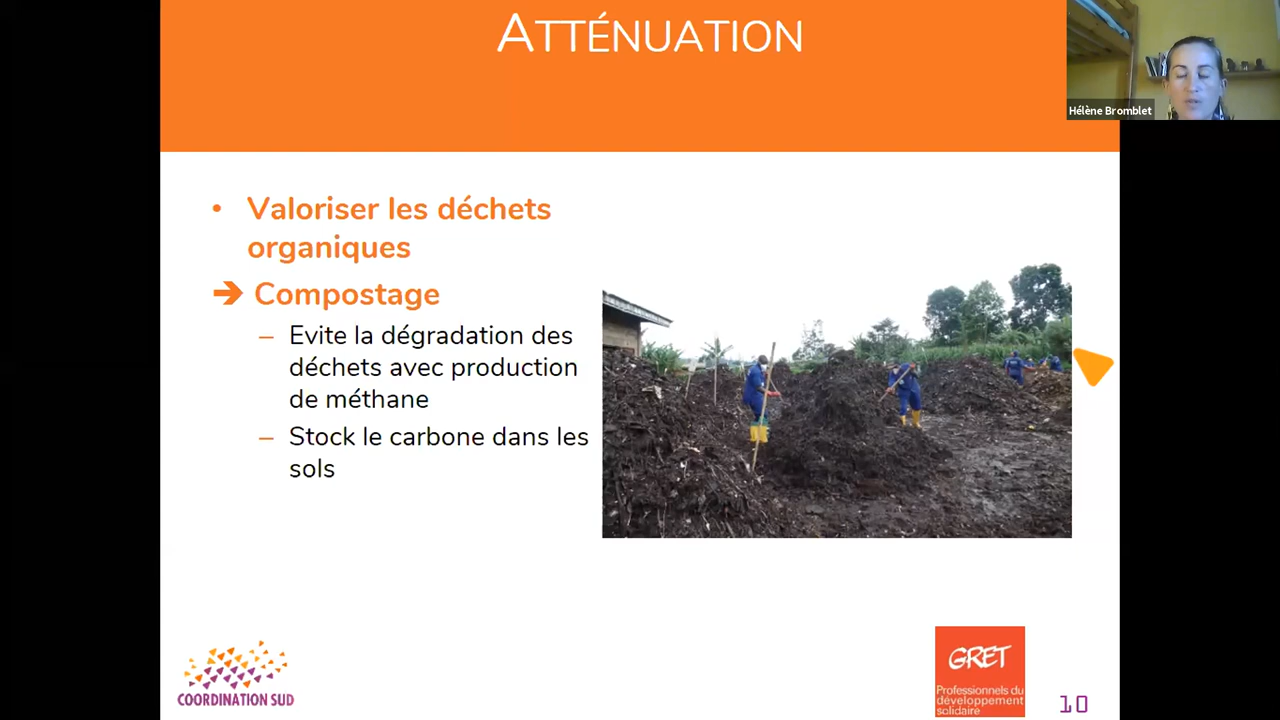 ATTÉNUATION
Hélène Bromblet
• Valoriser les déchets
organiques
➔ Compostage
– Evite la dégradation des
déchets avec production
de méthane
– Stock le carbone dans les
sols
COORDINATION SUD
GRET
Professionnels du
développement
solidaire
10